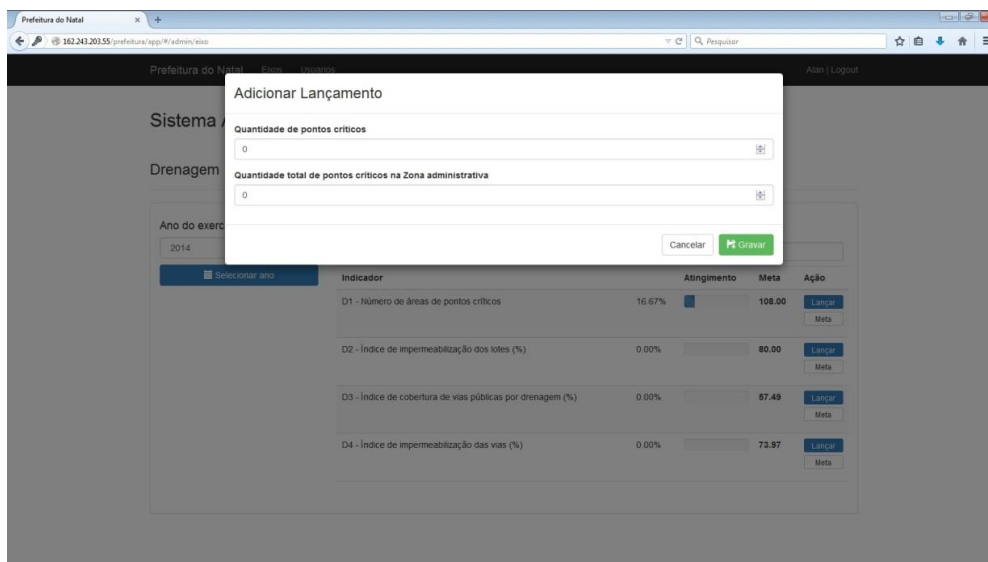 Prefeitura do Natal
162.243.203.55/prefeitura/app/#/admin/eixo
Pesquisar
Prefeitura do Natal Eixos Usuários Alan | Logout
Adicionar Lançamento
Sistema
Quantidade de pontos críticos
0
Drenagem
Quantidade total de pontos críticos na Zona administrativa
0
Ano do exerc
Cancelar Gravar
2014
Selecionar ano
Indicador Atingimento Meta Ação
D1 - Número de áreas de pontos críticos 16.67% 108.00 Lançar
Meta
D2 - Índice de impermeabilização dos lotes (%) 0.00% 80.00 Lançar
Meta
D3 - Índice de cobertura de vias públicas por drenagem (%) 0.00% 57.49 Lançar
Meta
D4 - Índice de impermeabilização das vias (%) 0.00% 73.97 Lançar
Meta